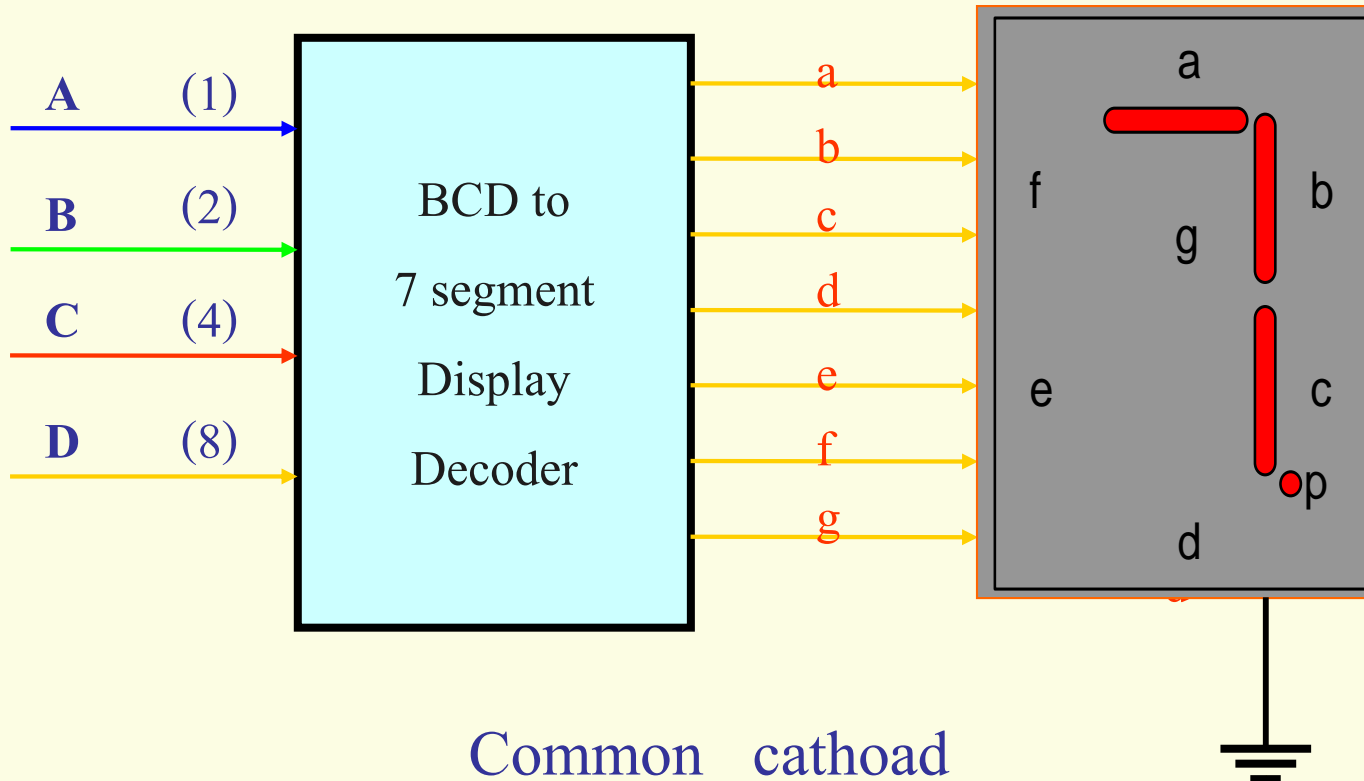 A (1)
B (2)
C (4)
D (8)
BCD to
7 segment
Display
Decoder
a
b
c
d
e
f
g
a
f
b
g
e
c
p
d
Common cathoad